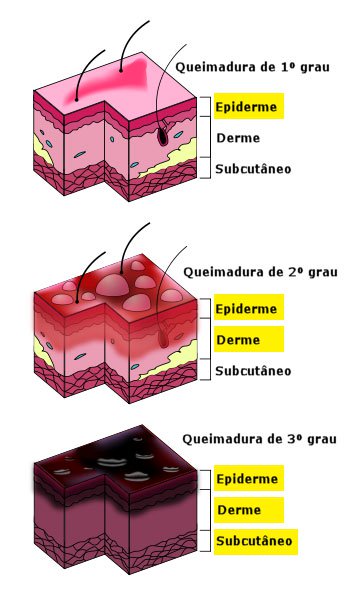 Queimadura de 1º grau
Epiderme
Derme
Subcutâneo
Queimadura de 2º grau
Epiderme
Derme
Subcutâneo
Queimadura de 3º grau
Epiderme
Derme
Subcutâneo